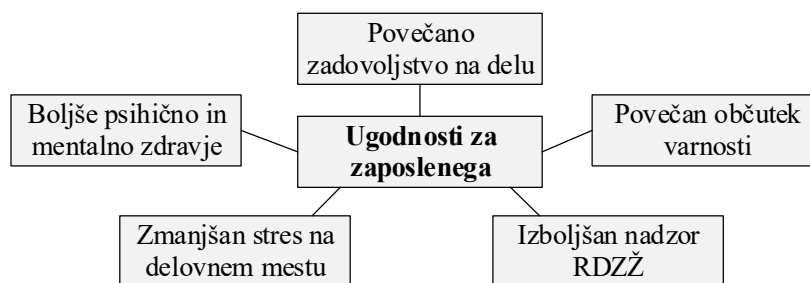 Povečano
zadovoljstvo na delu
Boljše psihično in
mentalno zdravje
Ugodnosti za
zaposlenega
Povečan občutek
varnosti
Zmanjšan stres na
delovnem mestu
Izboljšan nadzor
RDZŽ